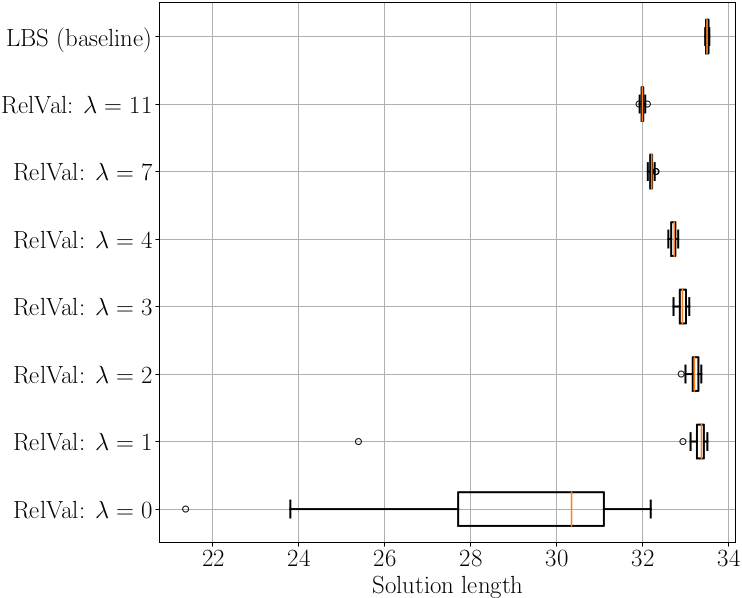 LBS (baseline)
RelVal: λ = 11
RelVal: λ = 7
RelVal: λ = 4
RelVal: λ = 3
RelVal: λ = 2
RelVal: λ = 1
RelVal: λ = 0
22 24 26 28 30 32 34
Solution length